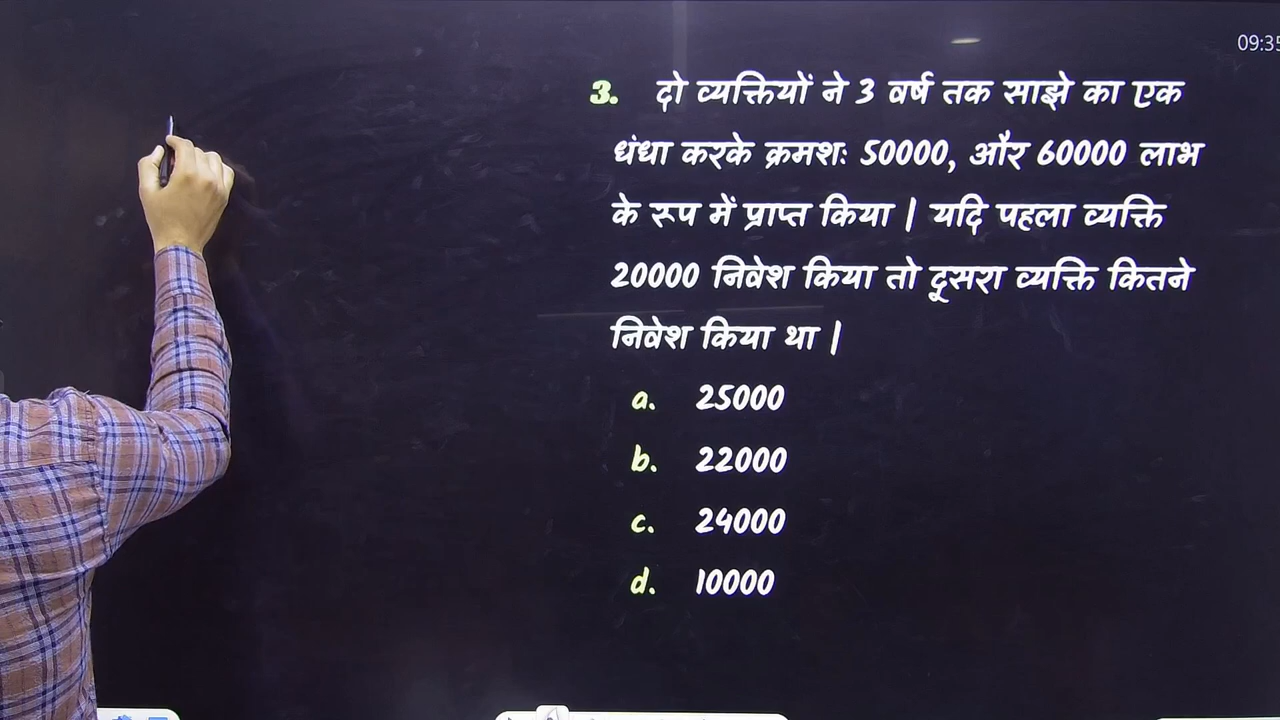 09:35
3. दो व्यक्तियों ने 3 वर्ष तक साझे का एक
धंधा करके क्रमशः 50000, और 60000 लाभ
के रूप में प्राप्त किया | यदि पहला व्यक्ति
20000 निवेश किया तो दूसरा व्यक्ति कितने
निवेश किया था |
a. 25000
b. 22000
c. 24000
d. 10000